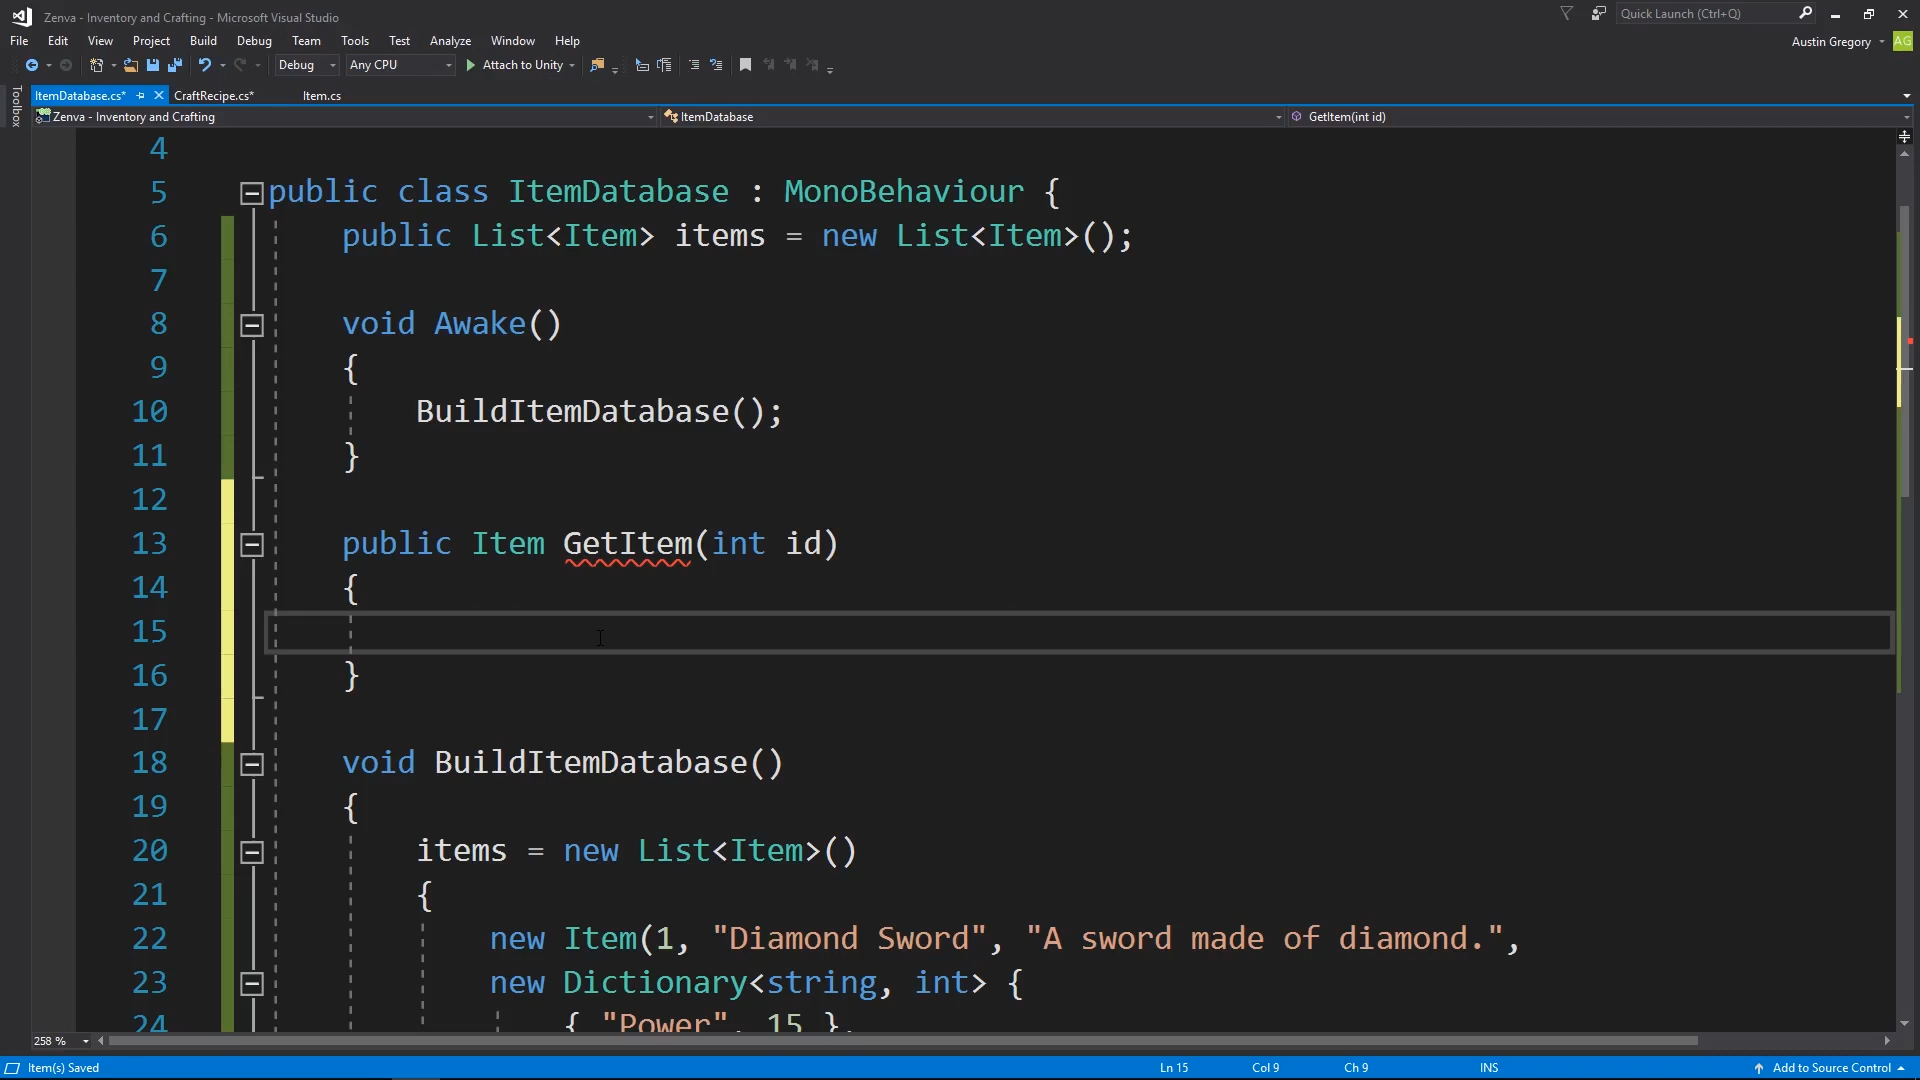 Zenva - Inventory and Crafting - Microsoft Visual Studio
Quick Launch (Ctrl+Q)
File Edit View Project Build Debug Team Tools Test Analyze Window Help
Austin Gregory AG
Debug Any CPU Attach to Unity
Toolbox
ItemDatabase.cs* CraftRecipe.cs* Item.cs
Zenva - Inventory and Crafting ItemDatabase GetItem(int id)
4
5 public class ItemDatabase : MonoBehaviour {
6 public List<Item> items = new List<Item>();
7
8 void Awake()
9 {
10 BuildItemDatabase();
11 }
12
13 public Item GetItem(int id)
14 {
15
16 }
17
18 void BuildItemDatabase()
19 {
20 items = new List<Item>()
21 {
22 new Item(1, "Diamond Sword", "A sword made of diamond.",
23 new Dictionary<string, int> {
24 { "Power", 15 },
258 %
Item(s) Saved Ln 15 Col 9 Ch 9 INS Add to Source Control